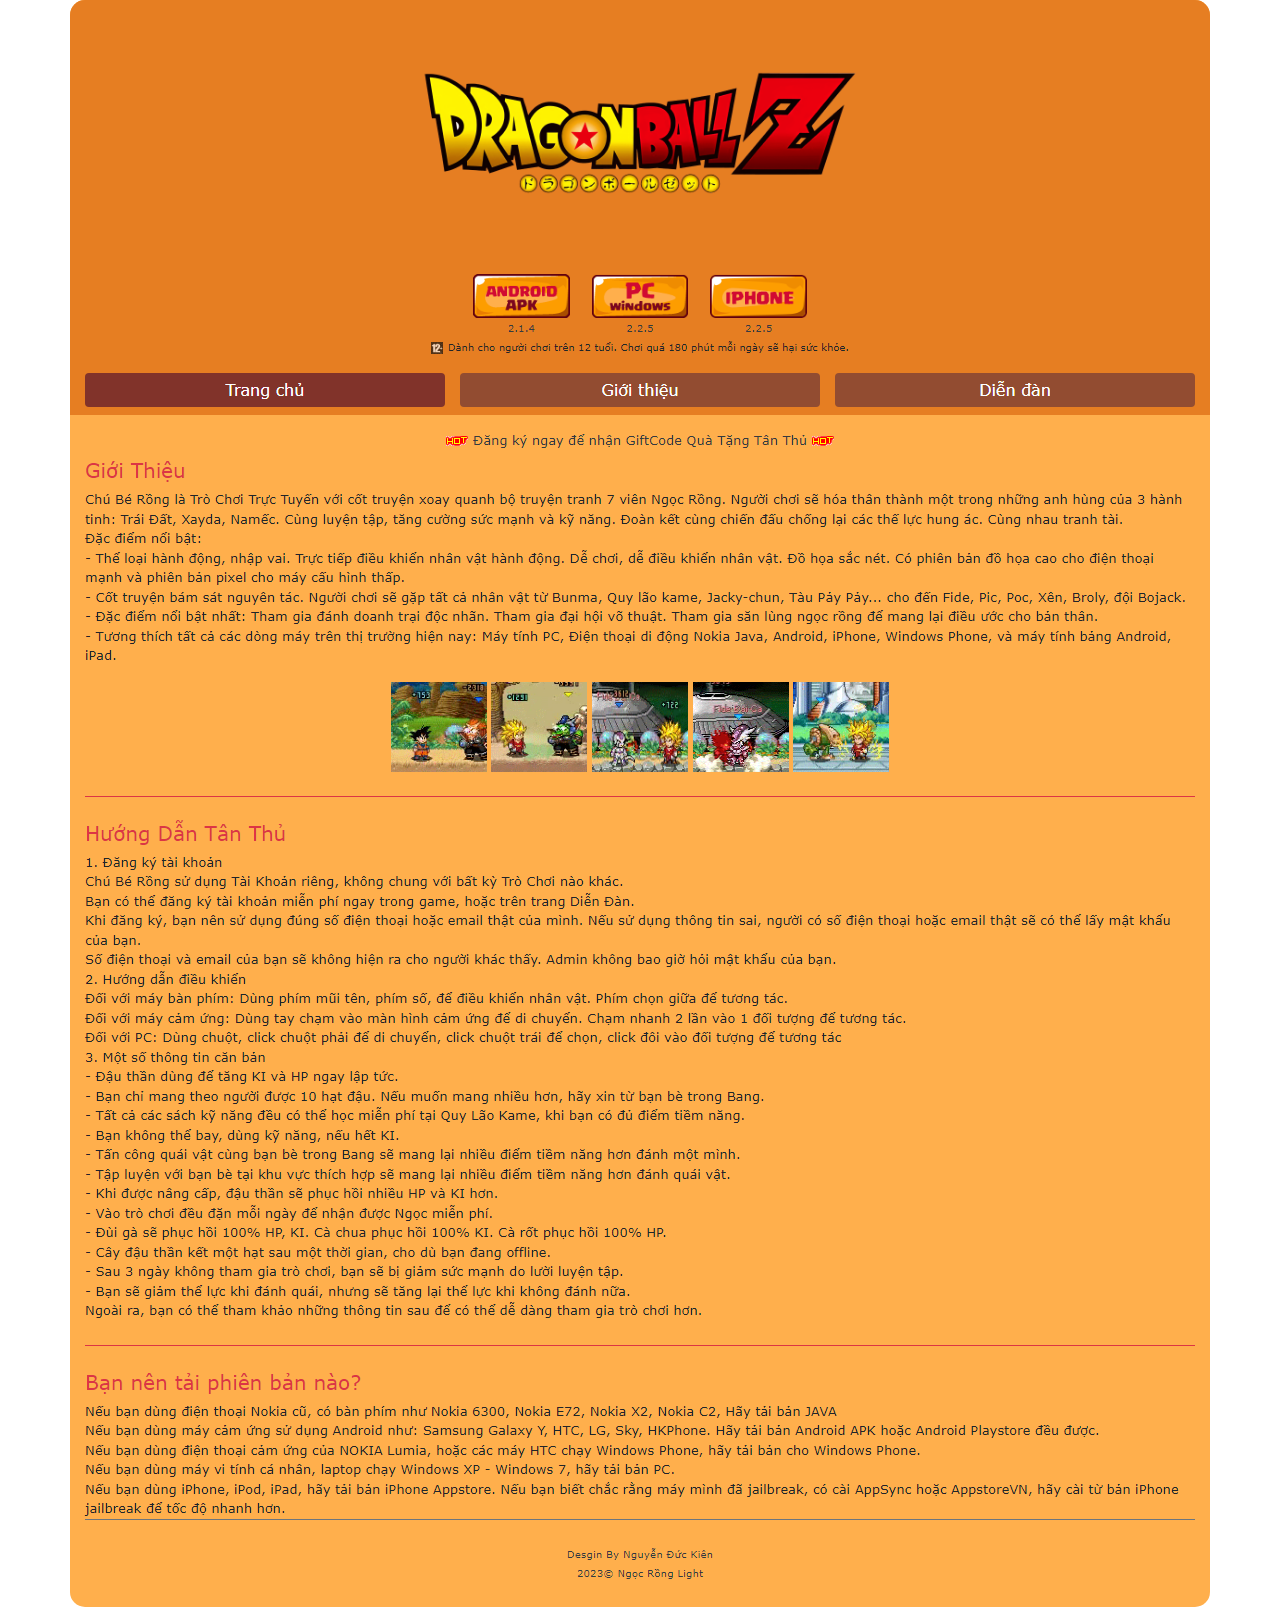 DRAGONBALL Z
ドラゴンボールゼット
ANDROID APK
PC WINDOWS
IPHONE
2.1.4
2.2.5
2.2.5
12+ Dành cho người chơi trên 12 tuổi. Chơi quá 180 phút mỗi ngày sẽ hại sức khỏe.
Trang chủ
Giới thiệu
Diễn đàn
HOT Đăng ký ngay để nhận GiftCode Quà Tặng Tân Thủ HOT
Giới Thiệu
Chú Bé Rồng là Trò Chơi Trực Tuyến với cốt truyện xoay quanh bộ truyện tranh 7 viên Ngọc Rồng. Người chơi sẽ hóa thân thành một trong những anh hùng của 3 hành
tinh: Trái Đất, Xayda, Namếc. Cùng luyện tập, tăng cường sức mạnh và kỹ năng. Đoàn kết cùng chiến đấu chống lại các thế lực hung ác. Cùng nhau tranh tài.
Đặc điểm nổi bật:
- Thể loại hành động, nhập vai. Trực tiếp điều khiển nhân vật hành động. Dễ chơi, dễ điều khiển nhân vật. Đồ họa sắc nét. Có phiên bản đồ họa cao cho điện thoại
mạnh và phiên bản pixel cho máy cấu hình thấp.
- Cốt truyện bám sát nguyên tác. Người chơi sẽ gặp tất cả nhân vật từ Bunma, Quy lão kame, Jacky-chun, Tàu Pảy Pảy... cho đến Fide, Pic, Poc, Xên, Broly, đội Bojack.
- Đặc điểm nổi bật nhất: Tham gia đánh doanh trại độc nhãn. Tham gia đại hội võ thuật. Tham gia săn lùng ngọc rồng để mang lại điều ước cho bản thân.
- Tương thích tất cả các dòng máy trên thị trường hiện nay: Máy tính PC, Điện thoại di động Nokia Java, Android, iPhone, Windows Phone, và máy tính bảng Android,
iPad.
Hướng Dẫn Tân Thủ
1. Đăng ký tài khoản
Chú Bé Rồng sử dụng Tài Khoản riêng, không chung với bất kỳ Trò Chơi nào khác.
Bạn có thể đăng ký tài khoản miễn phí ngay trong game, hoặc trên trang Diễn Đàn.
Khi đăng ký, bạn nên sử dụng đúng số điện thoại hoặc email thật của mình. Nếu sử dụng thông tin sai, người có số điện thoại hoặc email thật sẽ có thể lấy mật khẩu
của bạn.
Số điện thoại và email của bạn sẽ không hiện ra cho người khác thấy. Admin không bao giờ hỏi mật khẩu của bạn.
2. Hướng dẫn điều khiển
Đối với máy bàn phím: Dùng phím mũi tên, phím số, để điều khiển nhân vật. Phím chọn giữa để tương tác.
Đối với máy cảm ứng: Dùng tay chạm vào màn hình cảm ứng để di chuyển. Chạm nhanh 2 lần vào 1 đối tượng để tương tác.
Đối với PC: Dùng chuột, click chuột phải để di chuyển, click chuột trái để chọn, click đôi vào đối tượng để tương tác
3. Một số thông tin căn bản
- Đậu thần dùng để tăng KI và HP ngay lập tức.
- Bạn chỉ mang theo người được 10 hạt đậu. Nếu muốn mang nhiều hơn, hãy xin từ bạn bè trong Bang.
- Tất cả các sách kỹ năng đều có thể học miễn phí tại Quy Lão Kame, khi bạn có đủ điểm tiềm năng.
- Bạn không thể bay, dùng kỹ năng, nếu hết KI.
- Tấn công quái vật cùng bạn bè trong Bang sẽ mang lại nhiều điểm tiềm năng hơn đánh một mình.
- Tập luyện với bạn bè tại khu vực thích hợp sẽ mang lại nhiều điểm tiềm năng hơn đánh quái vật.
- Khi được nâng cấp, đậu thần sẽ phục hồi nhiều HP và KI hơn.
- Vào trò chơi đều đặn mỗi ngày để nhận được Ngọc miễn phí.
- Đùi gà sẽ phục hồi 100% HP, KI. Cà chua phục hồi 100% KI. Cà rốt phục hồi 100% HP.
- Cây đậu thần kết một hạt sau một thời gian, cho dù bạn đang offline.
- Sau 3 ngày không tham gia trò chơi, bạn sẽ bị giảm sức mạnh do lười luyện tập.
- Bạn sẽ giảm thể lực khi đánh quái, nhưng sẽ tăng lại thể lực khi không đánh nữa.
Ngoài ra, bạn có thể tham khảo những thông tin sau để có thể dễ dàng tham gia trò chơi hơn.
Bạn nên tải phiên bản nào?
Nếu bạn dùng điện thoại Nokia cũ, có bàn phím như Nokia 6300, Nokia E72, Nokia X2, Nokia C2, Hãy tải bản JAVA
Nếu bạn dùng máy cảm ứng sử dụng Android như: Samsung Galaxy Y, HTC, LG, Sky, HKPhone. Hãy tải bản Android APK hoặc Android Playstore đều được.
Nếu bạn dùng điện thoại cảm ứng của NOKIA Lumia, hoặc các máy HTC chạy Windows Phone, hãy tải bản cho Windows Phone.
Nếu bạn dùng máy vi tính cá nhân, laptop chạy Windows XP - Windows 7, hãy tải bản PC.
Nếu bạn dùng iPhone, iPod, iPad, hãy tải bản iPhone Appstore. Nếu bạn biết chắc rằng máy mình đã jailbreak, có cài AppSync hoặc AppstoreVN, hãy cài từ bản iPhone
jailbreak để tốc độ nhanh hơn.
Desgin By Nguyễn Đức Kiên
2023© Ngọc Rồng Light